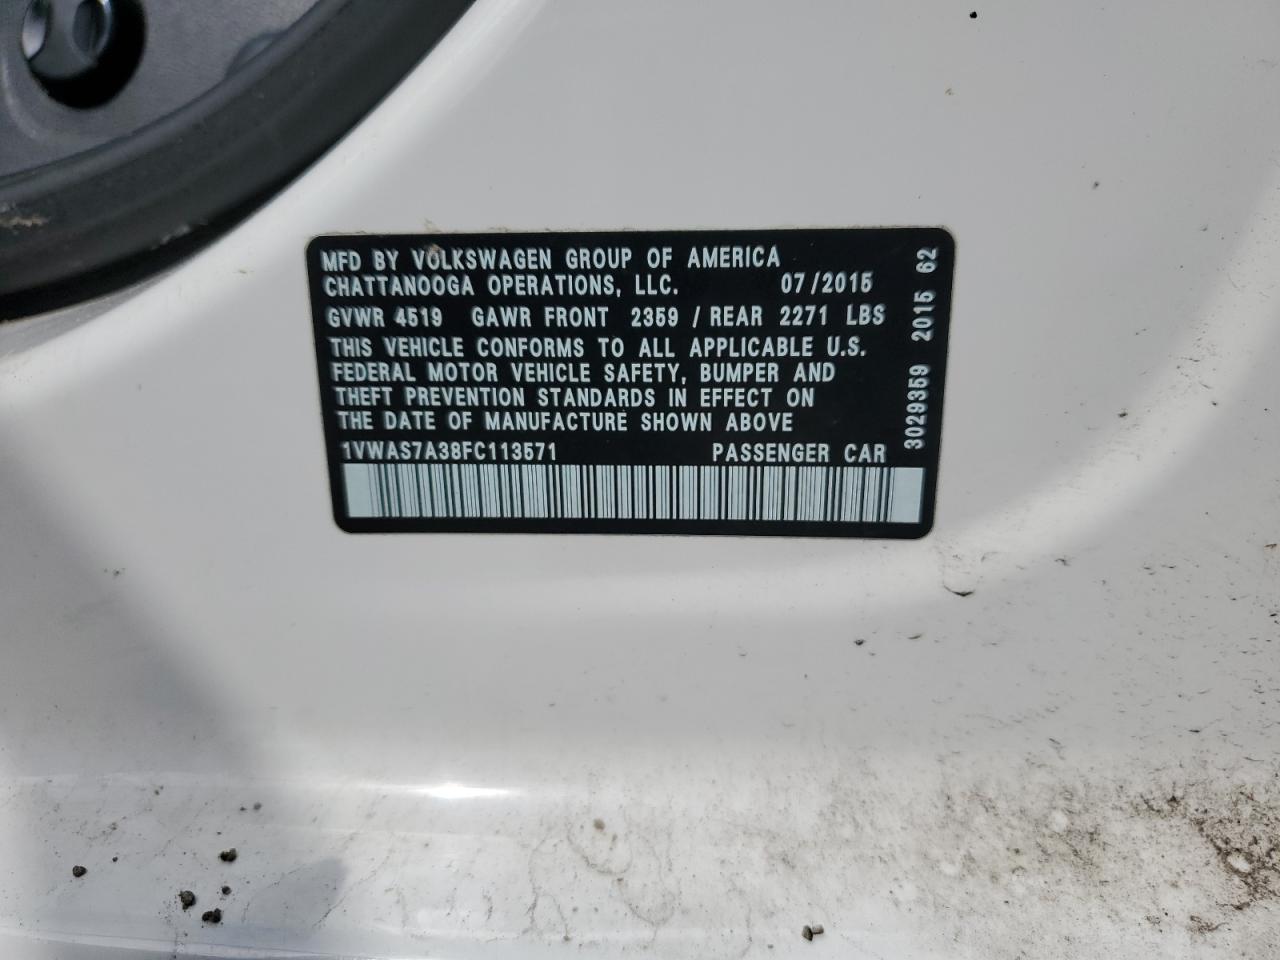 MFD BY VOLKSWAGEN GROUP OF AMERICA
CHATTANOOGA OPERATIONS, LLC. 07/2015
GVWR 4519 GAWR FRONT 2359 / REAR 2271 LBS
THIS VEHICLE CONFORMS TO ALL APPLICABLE U.S.
FEDERAL MOTOR VEHICLE SAFETY, BUMPER AND
THEFT PREVENTION STANDARDS IN EFFECT ON
THE DATE OF MANUFACTURE SHOWN ABOVE
1VWAS7A38FC113571 PASSENGER CAR
3029359 2015 62